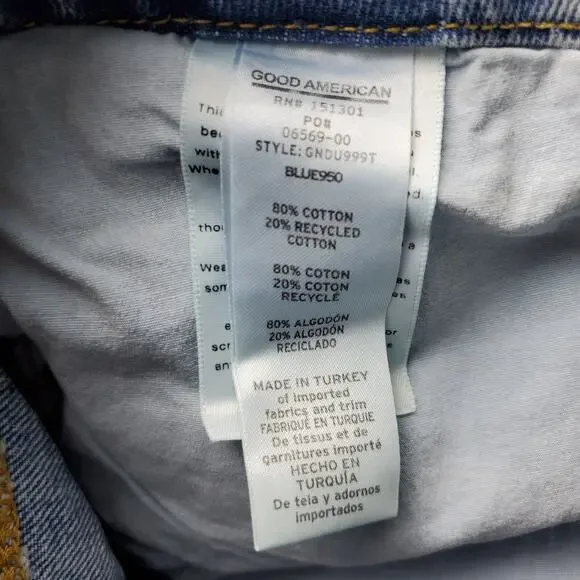 GOOD AMERICAN
RN# 151301
PO#
06569-00
STYLE: GNDU999T
BLUE950
80% COTTON
20% RECYCLED
COTTON
80% COTON
20% COTON
RECYCLÉ
80% ALGODÓN
20% ALGODÓN
RECICLADO
MADE IN TURKEY
of imported
fabrics and trim
FABRIQUÉ EN TURQUIE
De tissus et de
garnitures importé
HECHO EN
TURQUÍA
De teia y adornos
importados